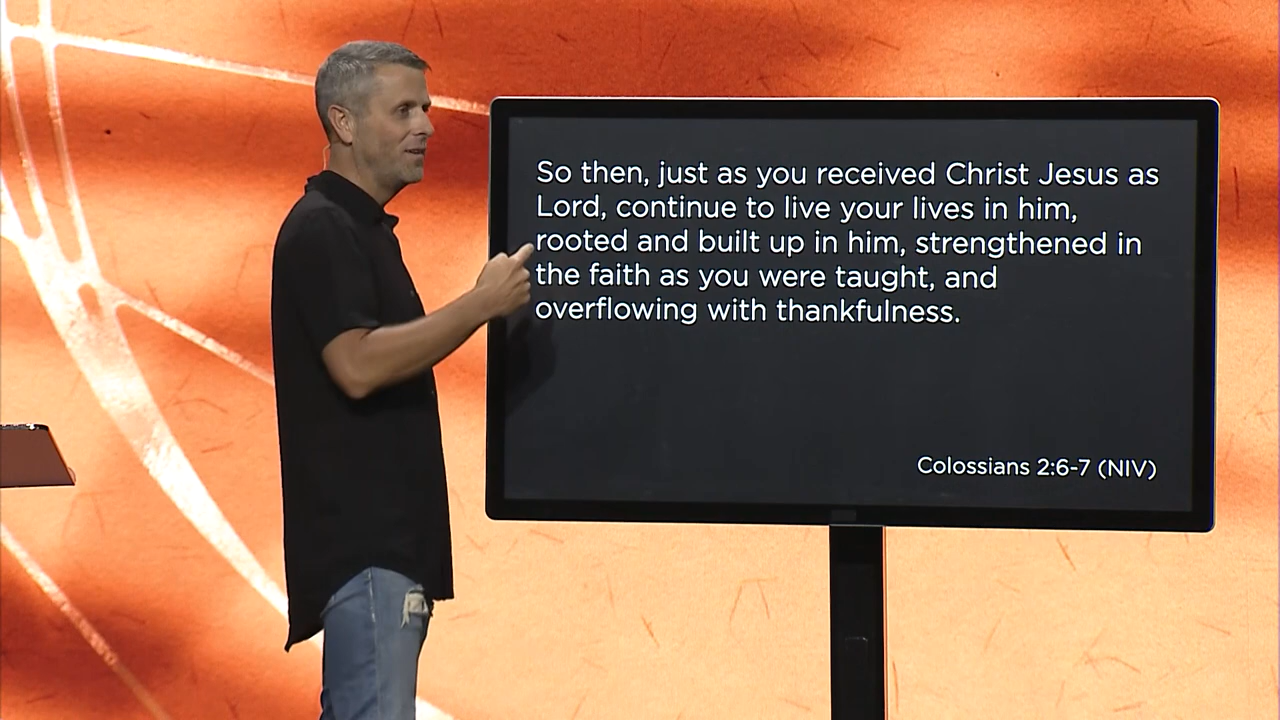 So then, just as you received Christ Jesus as
Lord, continue to live your lives in him,
rooted and built up in him, strengthened in
the faith as you were taught, and
overflowing with thankfulness.
Colossians 2:6-7 (NIV)